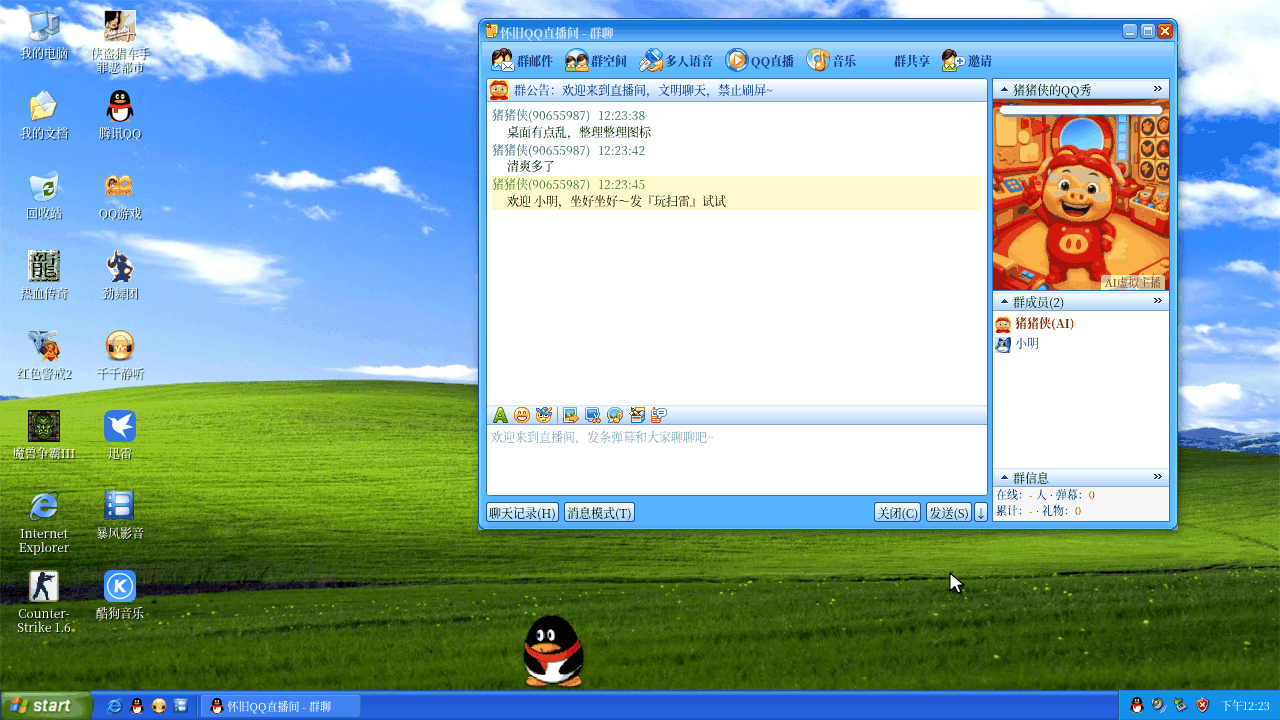 我的电脑
侠盗猎车手
罪恶都市
我的文档
腾讯QQ
回收站
QQ游戏
热血传奇
劲舞团
红色警戒2
千千静听
魔兽争霸III
迅雷
Internet
Explorer
暴风影音
Counter-
Strike 1.6
酷狗音乐
怀旧QQ直播间 - 群聊
群邮件 群空间 多人语音 QQ直播 音乐 群共享 邀请
群公告：欢迎来到直播间，文明聊天，禁止刷屏~
猪猪侠(90655987) 12:23:38
桌面有点乱，整理整理图标
猪猪侠(90655987) 12:23:42
清爽多了
猪猪侠(90655987) 12:23:45
欢迎 小明，坐好坐好～发『玩扫雷』试试
欢迎来到直播间，发条弹幕和大家聊聊吧~
聊天记录(H) 消息模式(T) 关闭(C) 发送(S) ↓
猪猪侠的QQ秀
AI虚拟主播
群成员(2)
猪猪侠(AI)
小明
群信息
在线：- 人 · 弹幕：0
累计：- · 礼物：0
start
怀旧QQ直播间 - 群聊
下午12:23